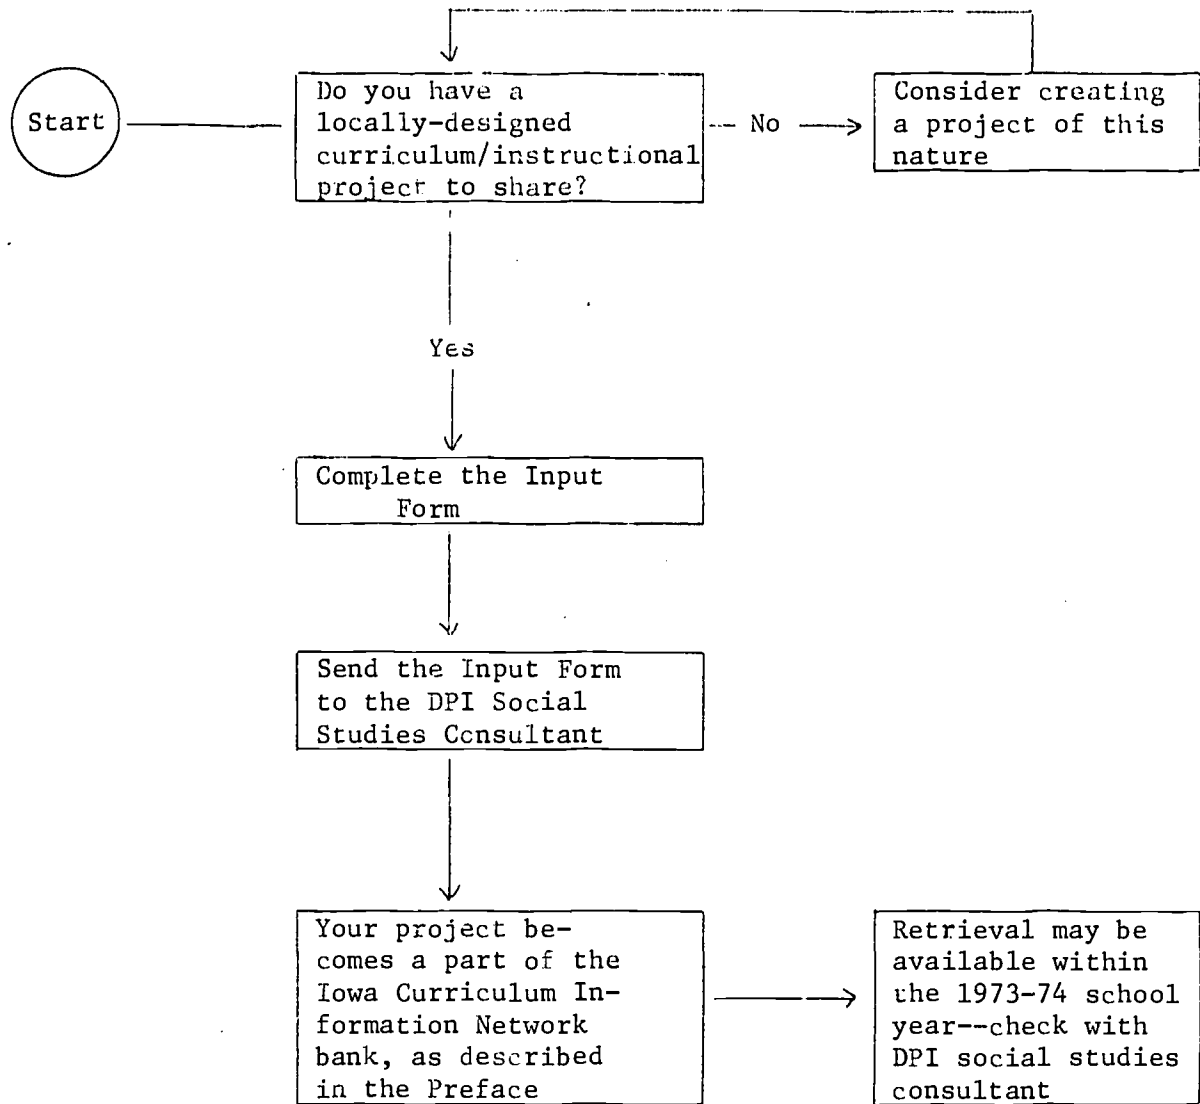 Start
Do you have a
locally-designed
curriculum/instructional
project to share?
No
Consider creating
a project of this
nature
Yes
Complete the Input
Form
Send the Input Form
to the DPI Social
Studies Consultant
Your project be-
comes a part of the
Iowa Curriculum In-
formation Network
bank, as described
in the Preface
Retrieval may be
available within
the 1973-74 school
year--check with
DPI social studies
consultant